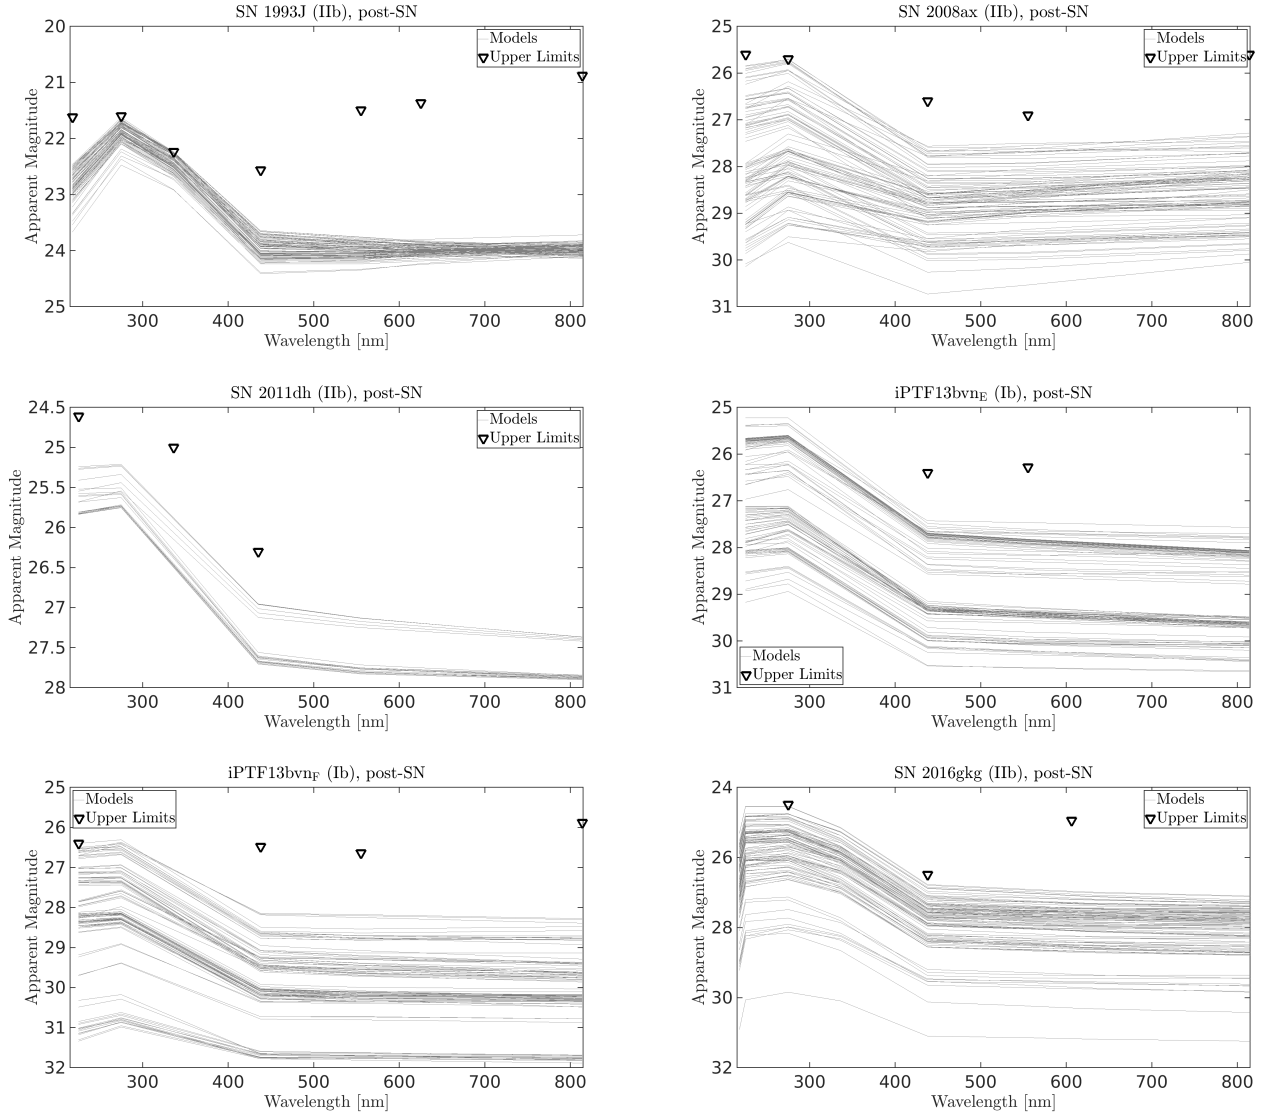 SN 1993J (IIb), post-SN
20
21
22
23
24
25
Apparent Magnitude
300 400 500 600 700 800
Wavelength [nm]
Models
Upper Limits
SN 2008ax (IIb), post-SN
25
26
27
28
29
30
31
Apparent Magnitude
300 400 500 600 700 800
Wavelength [nm]
Models
Upper Limits
SN 2011dh (IIb), post-SN
24.5
25
25.5
26
26.5
27
27.5
28
Apparent Magnitude
300 400 500 600 700 800
Wavelength [nm]
Models
Upper Limits
iPTF13bvnE (Ib), post-SN
25
26
27
28
29
30
31
Apparent Magnitude
300 400 500 600 700 800
Wavelength [nm]
Models
Upper Limits
iPTF13bvnF (Ib), post-SN
25
26
27
28
29
30
31
32
Apparent Magnitude
300 400 500 600 700 800
Wavelength [nm]
Models
Upper Limits
SN 2016gkg (IIb), post-SN
24
26
28
30
32
Apparent Magnitude
300 400 500 600 700 800
Wavelength [nm]
Models
Upper Limits